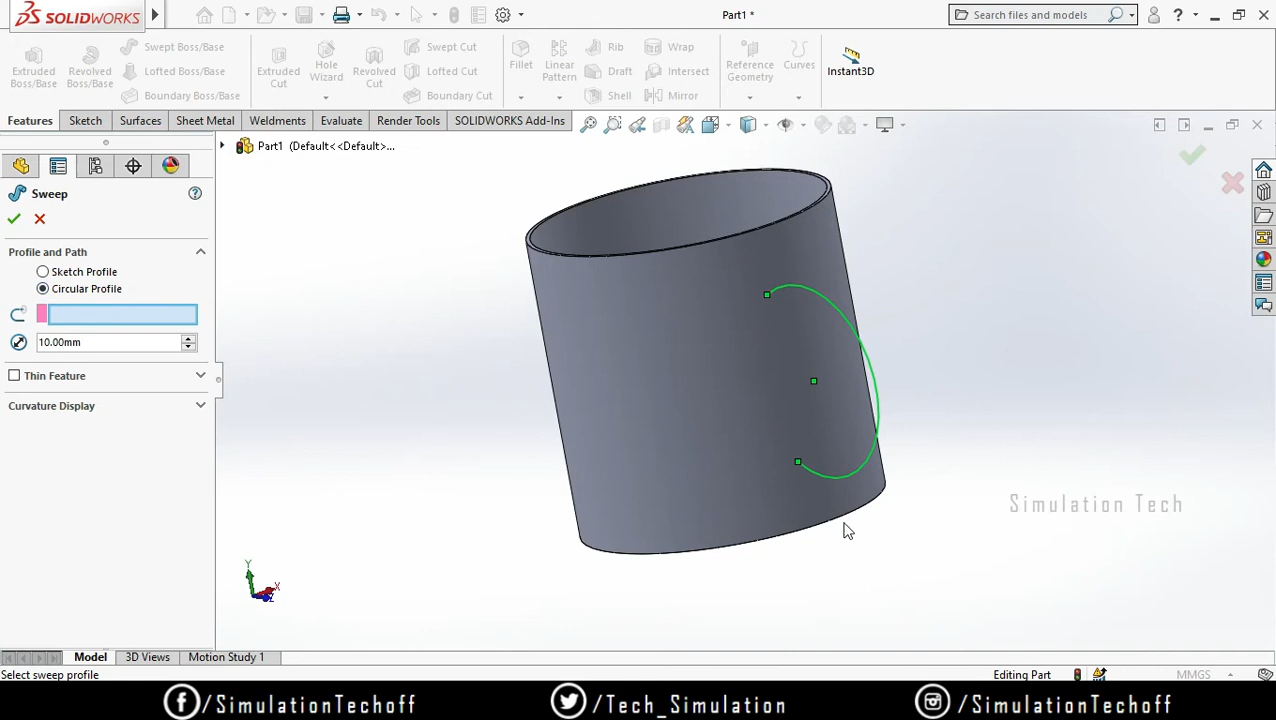 SOLIDWORKS
Part1 *
Search files and models
?
Extruded Boss/Base
Revolved Boss/Base
Swept Boss/Base
Lofted Boss/Base
Boundary Boss/Base
Extruded Cut
Hole Wizard
Revolved Cut
Swept Cut
Lofted Cut
Boundary Cut
Fillet
Linear Pattern
Rib
Draft
Shell
Wrap
Intersect
Mirror
Reference Geometry
Curves
Instant3D
Features
Sketch
Surfaces
Sheet Metal
Weldments
Evaluate
Render Tools
SOLIDWORKS Add-Ins
Part1 (Default<<Default>...
Sweep
?
Profile and Path
Sketch Profile
Circular Profile
10.00mm
Thin Feature
Curvature Display
Simulation Tech
Y
X
Z
Model
3D Views
Motion Study 1
Select sweep profile
Editing Part
MMGS
/SimulationTechoff
/Tech_Simulation
/SimulationTechoff